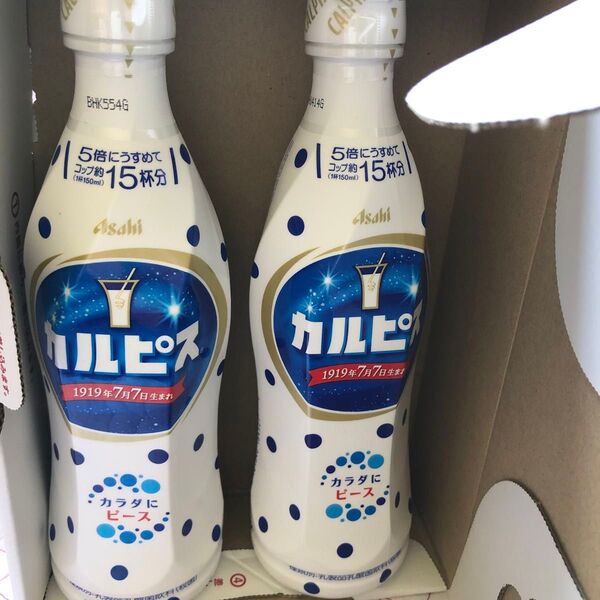 CALPIS
BHK554G
5倍にうすめて
コップ約15杯分
(1杯150ml)
Asahi
カルピス
1919年7月7日生まれ
カラダに
ピース
CALPIS
5倍にうすめて
コップ約15杯分
(1杯150ml)
Asahi
カルピス
1919年7月7日生まれ
カラダに
ピース
④